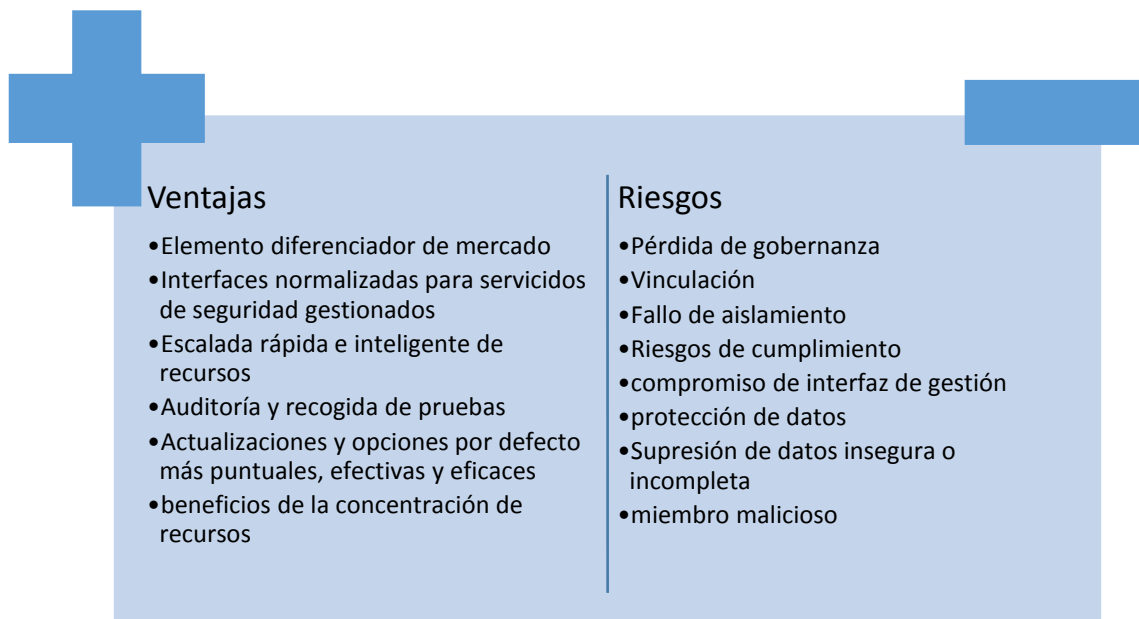 Ventajas
•Elemento diferenciador de mercado
•Interfaces normalizadas para servicidos
de seguridad gestionados
•Escalada rápida e inteligente de
recursos
•Auditoría y recogida de pruebas
•Actualizaciones y opciones por defecto
más puntuales, efectivas y eficaces
•beneficios de la concentración de
recursos
Riesgos
•Pérdida de gobernanza
•Vinculación
•Fallo de aislamiento
•Riesgos de cumplimiento
•compromiso de interfaz de gestión
•protección de datos
•Supresión de datos insegura o
incompleta
•miembro malicioso